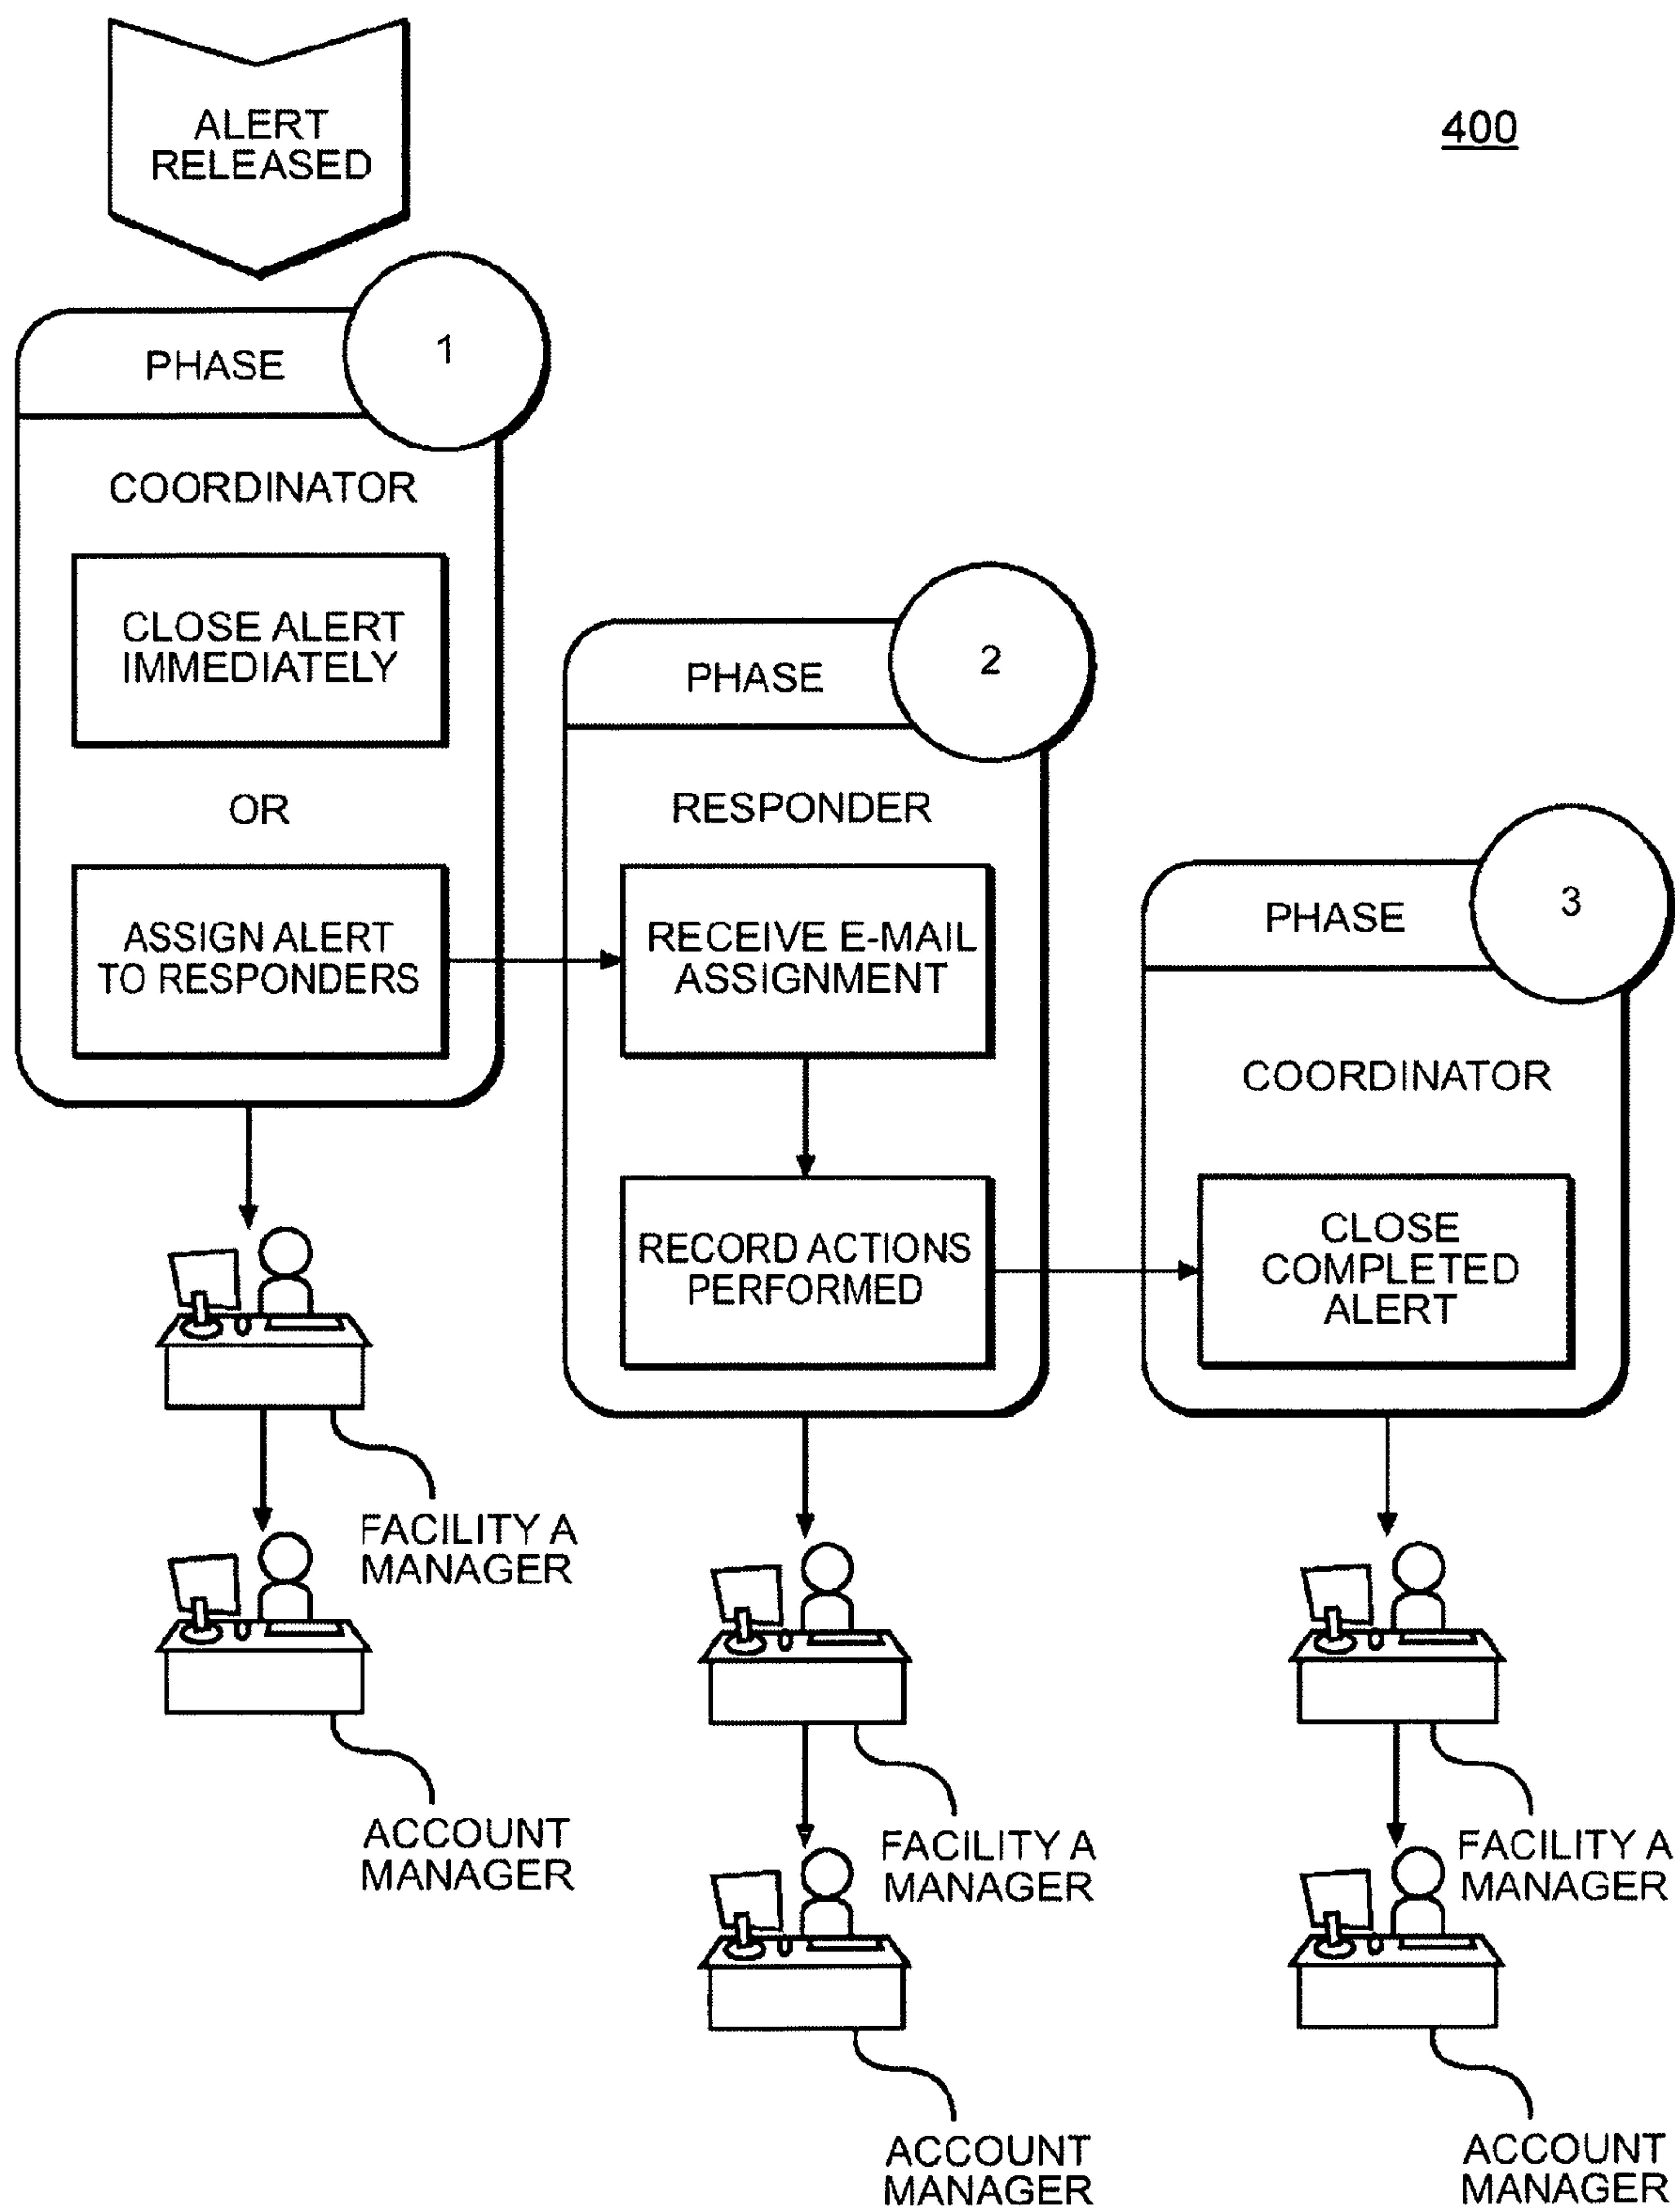 ALERT
RELEASED
400
PHASE
1
COORDINATOR
CLOSE ALERT
IMMEDIATELY
OR
ASSIGN ALERT
TO RESPONDERS
PHASE
2
RESPONDER
RECEIVE E-MAIL
ASSIGNMENT
RECORD ACTIONS
PERFORMED
PHASE
3
COORDINATOR
CLOSE
COMPLETED
ALERT
FACILITY A
MANAGER
ACCOUNT
MANAGER
FACILITY A
MANAGER
ACCOUNT
MANAGER
FACILITY A
MANAGER
ACCOUNT
MANAGER